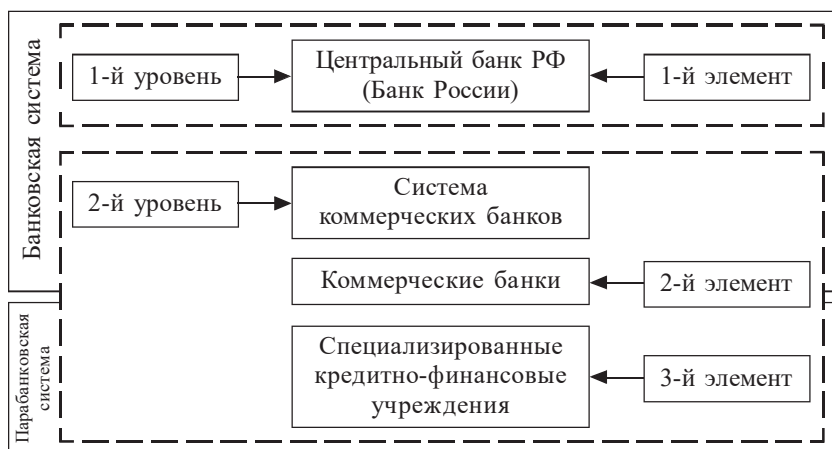 Банковская система
1-й уровень
Центральный банк РФ
(Банк России)
1-й элемент
2-й уровень
Система
коммерческих банков
Коммерческие банки
2-й элемент
Парабанковская
система
Специализированные
кредитно-финансовые
учреждения
3-й элемент